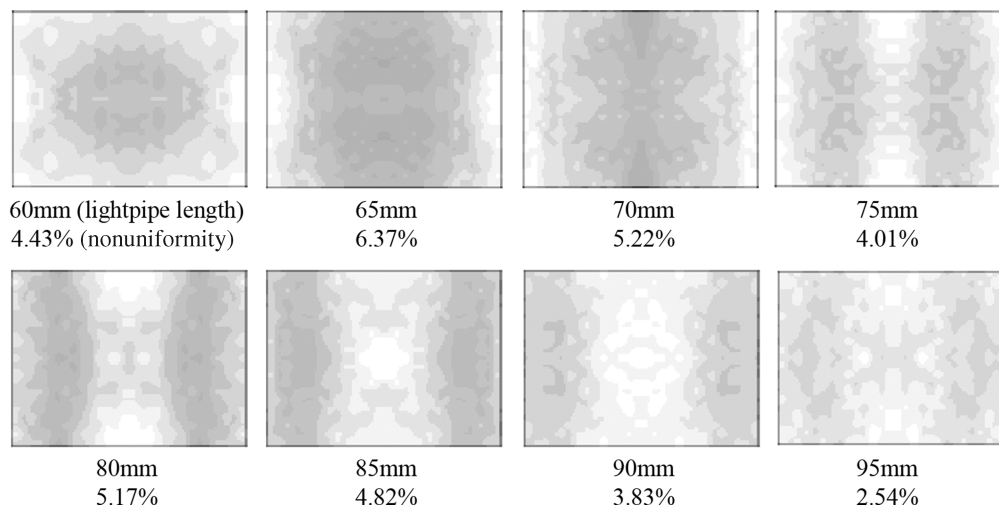 60mm (lightpipe length)
4.43% (nonuniformity)
65mm
6.37%
70mm
5.22%
75mm
4.01%
80mm
5.17%
85mm
4.82%
90mm
3.83%
95mm
2.54%